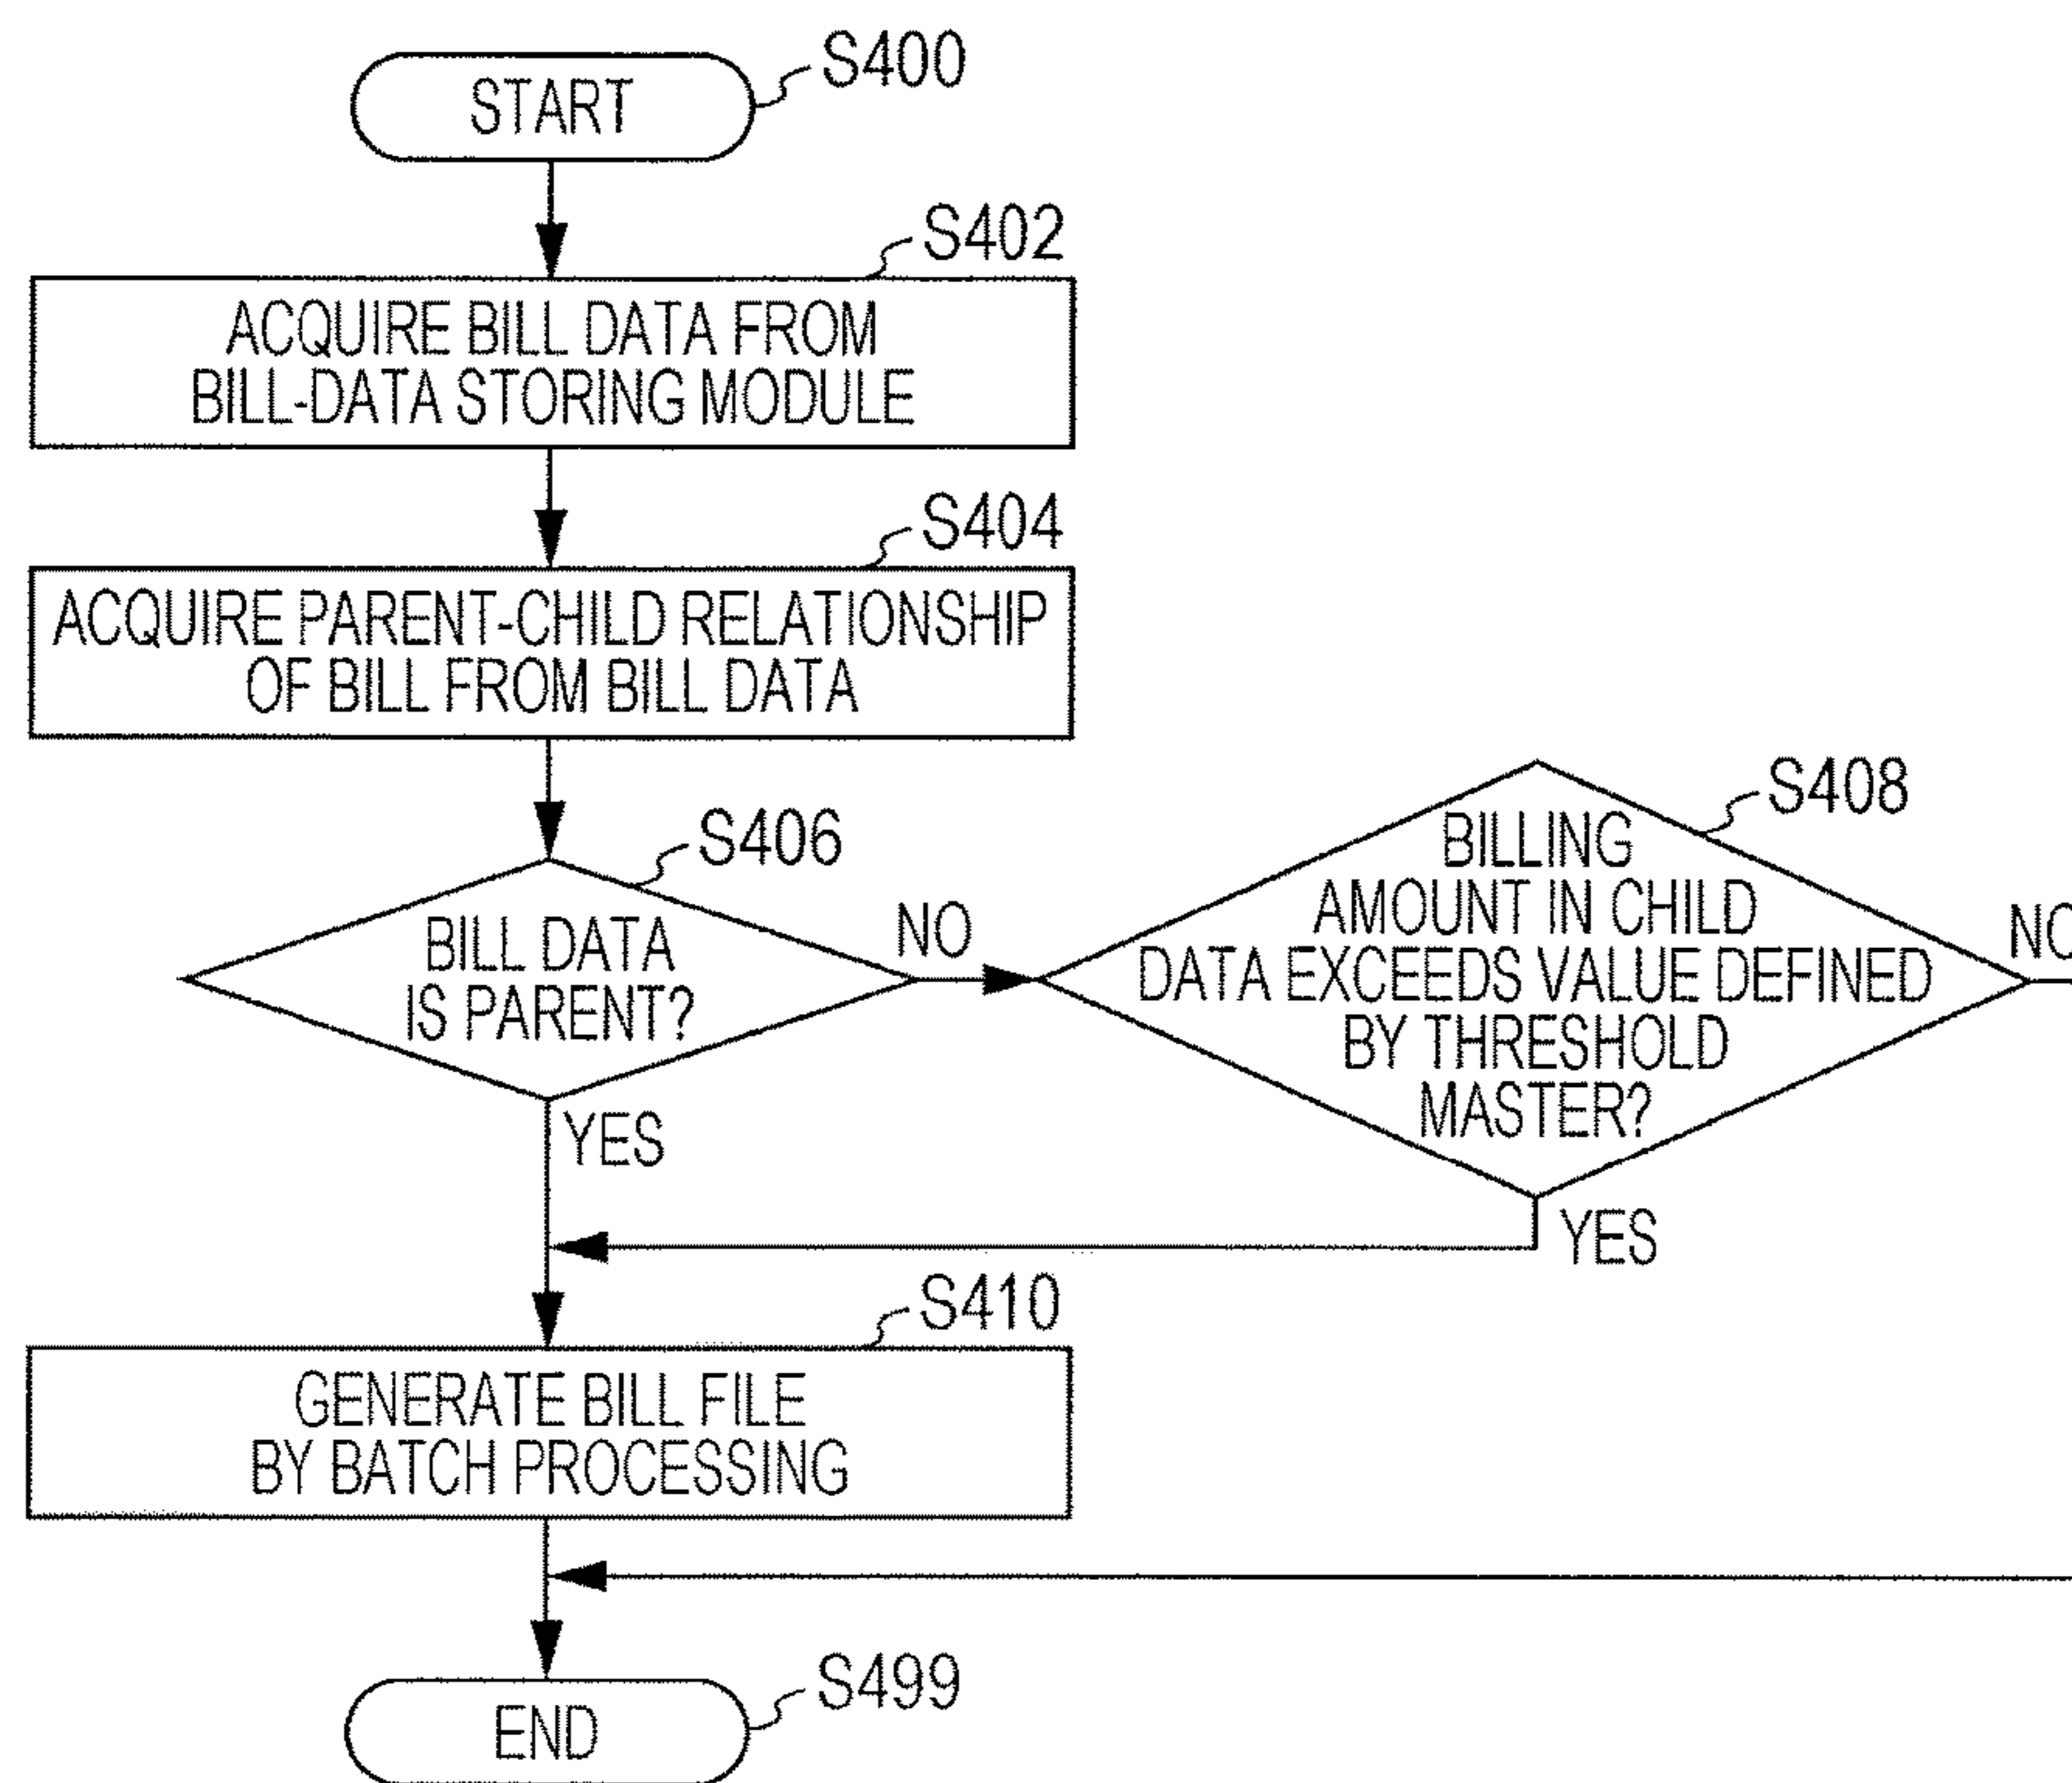 START
S400
S402
ACQUIRE BILL DATA FROM
BILL-DATA STORING MODULE
S404
ACQUIRE PARENT-CHILD RELATIONSHIP
OF BILL FROM BILL DATA
S406
BILL DATA
IS PARENT?
NO
YES
S408
BILLING
AMOUNT IN CHILD
DATA EXCEEDS VALUE DEFINED
BY THRESHOLD
MASTER?
NO
YES
S410
GENERATE BILL FILE
BY BATCH PROCESSING
END
S499